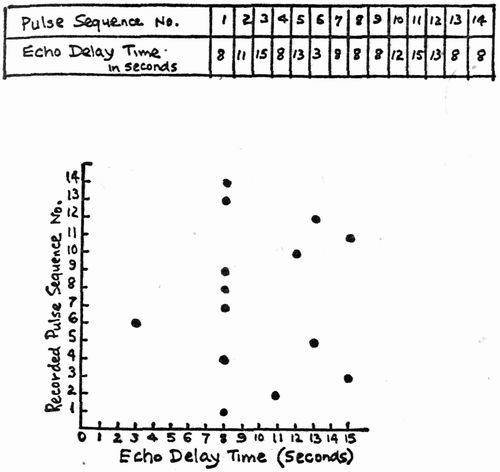 Pulse Sequence No. 1 2 3 4 5 6 7 8 9 10 11 12 13 14
Echo Delay Time 8 11 15 8 13 3 8 8 8 12 15 13 8 8
in seconds
14
13
12
11
10
9
8
7
6
5
4
3
2
1
Recorded Pulse Sequence No.
0 1 2 3 4 5 6 7 8 9 10 11 12 13 14 15
Echo Delay Time (Seconds)